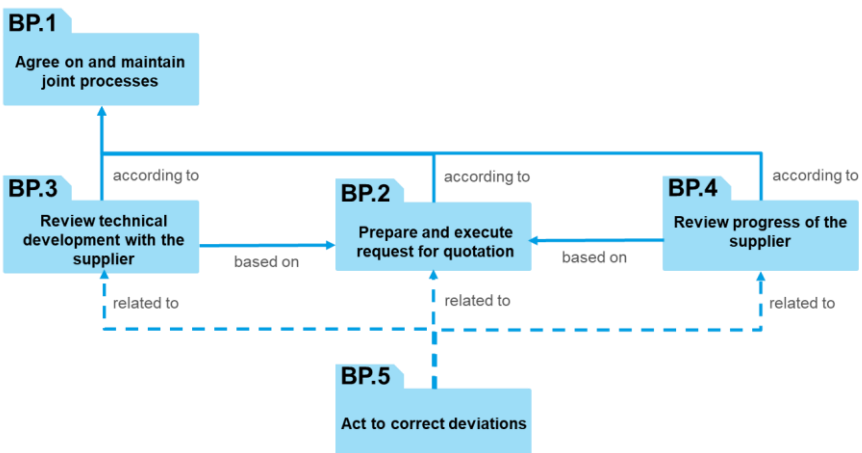 BP.1
Agree on and maintain
joint processes
according to
according to
according to
BP.3
Review technical
development with the
supplier
BP.2
Prepare and execute
request for quotation
BP.4
Review progress of the
supplier
based on
based on
related to
related to
related to
BP.5
Act to correct deviations